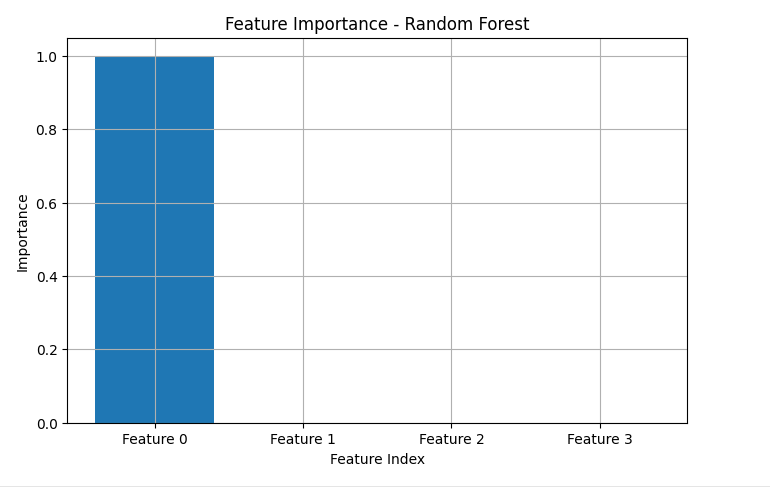 Feature Importance - Random Forest
Importance
1.0
0.8
0.6
0.4
0.2
0.0
Feature 0 Feature 1 Feature 2 Feature 3
Feature Index